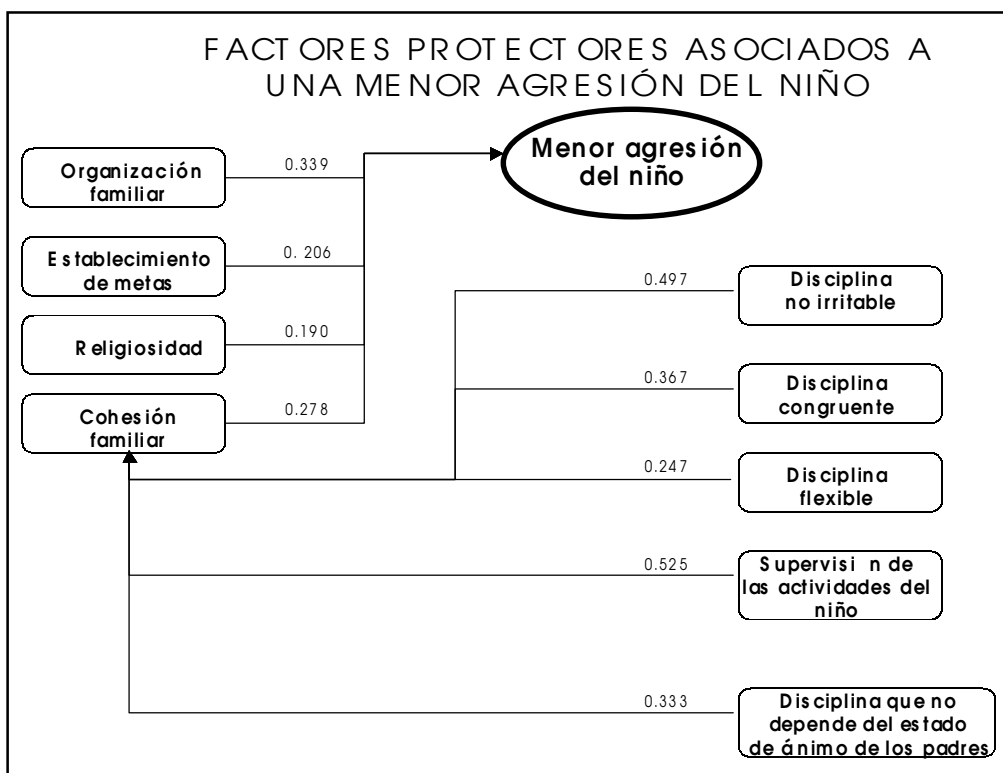 FACTORES PROTECTORES ASOCIADOS A
UNA MENOR AGRESIÓN DEL NIÑO
Menor agresión
del niño
Organización
familiar
0.339
Establecimiento
de metas
0. 206
Religiosidad
0.190
Cohesión
familiar
0.278
0.497
Disciplina
no irritable
0.367
Disciplina
congruente
0.247
Disciplina
flexible
0.525
Supervisi n de
las actividades del
niño
0.333
Disciplina que no
depende del estado
de ánimo de los padres